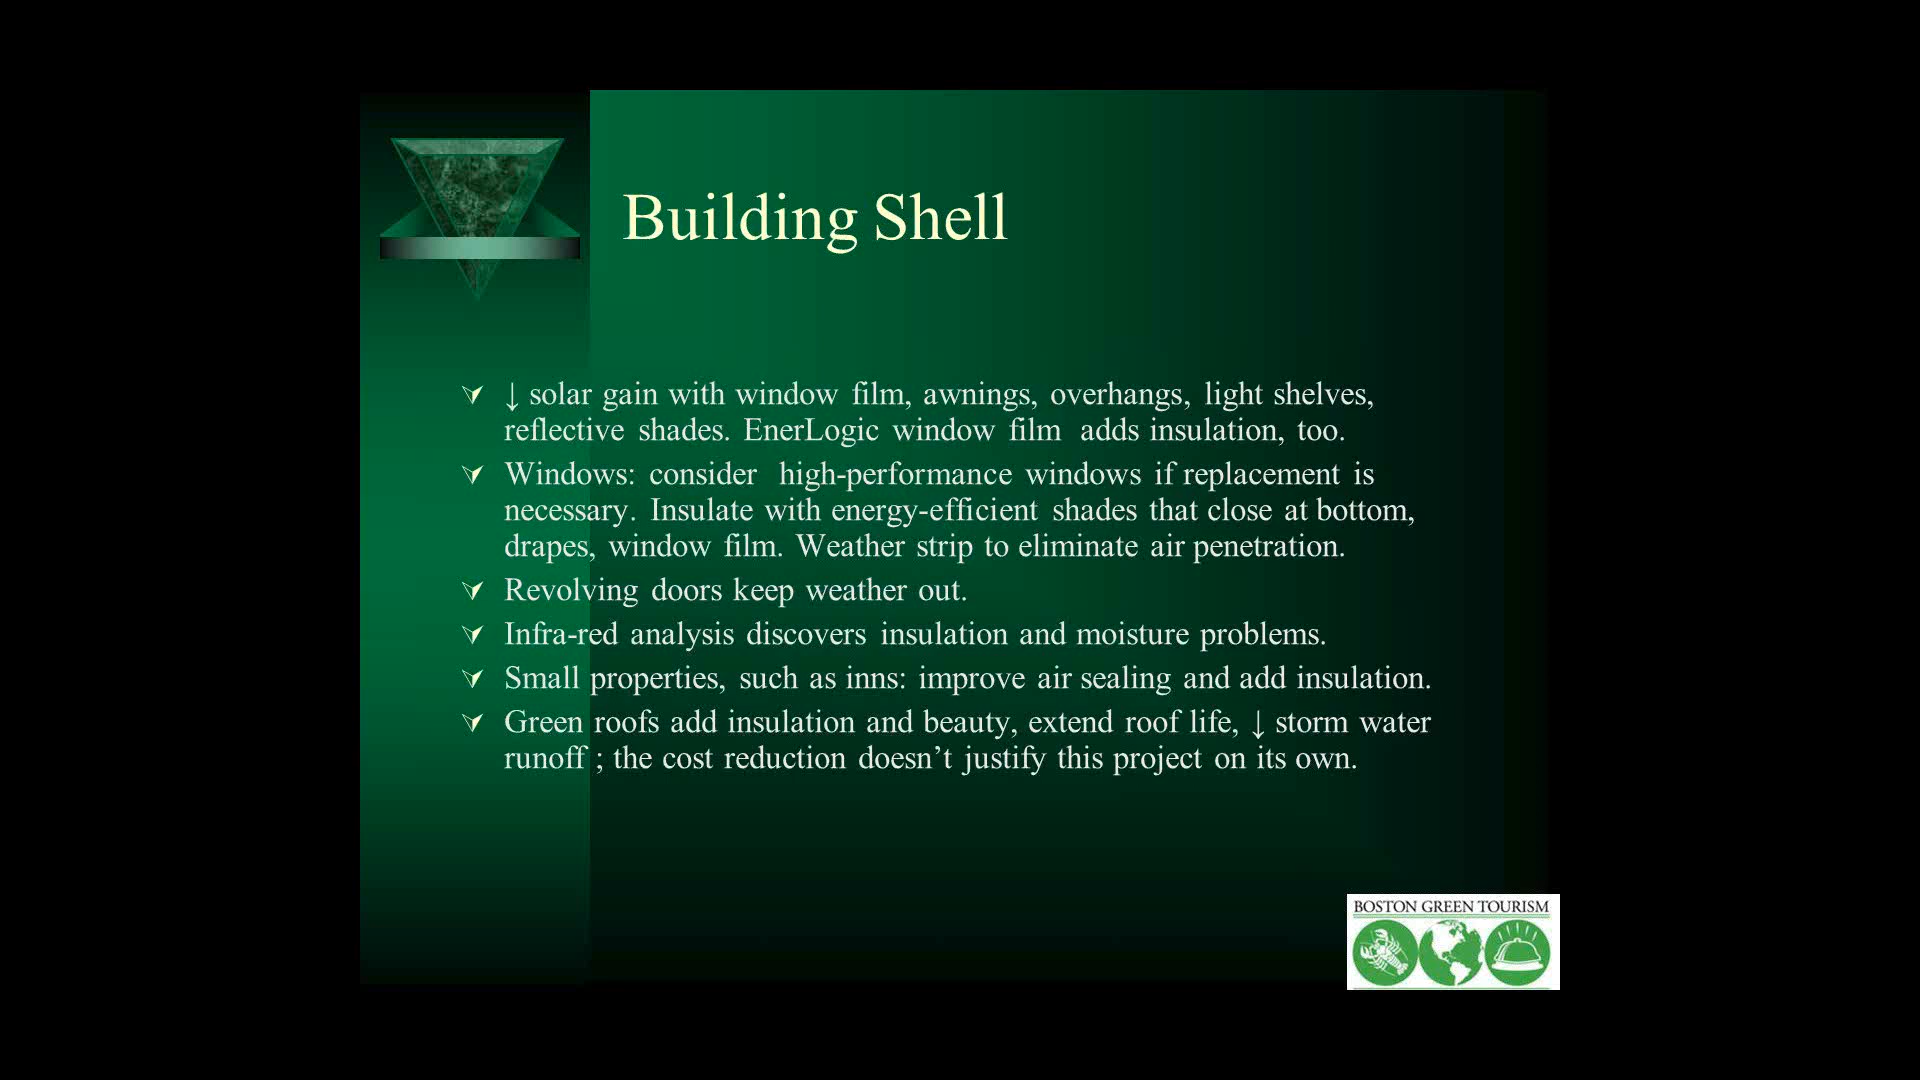 Building Shell
↓ solar gain with window film, awnings, overhangs, light shelves,
reflective shades. EnerLogic window film adds insulation, too.
Windows: consider high-performance windows if replacement is
necessary. Insulate with energy-efficient shades that close at bottom,
drapes, window film. Weather strip to eliminate air penetration.
Revolving doors keep weather out.
Infra-red analysis discovers insulation and moisture problems.
Small properties, such as inns: improve air sealing and add insulation.
Green roofs add insulation and beauty, extend roof life, ↓ storm water
runoff ; the cost reduction doesn’t justify this project on its own.
BOSTON GREEN TOURISM